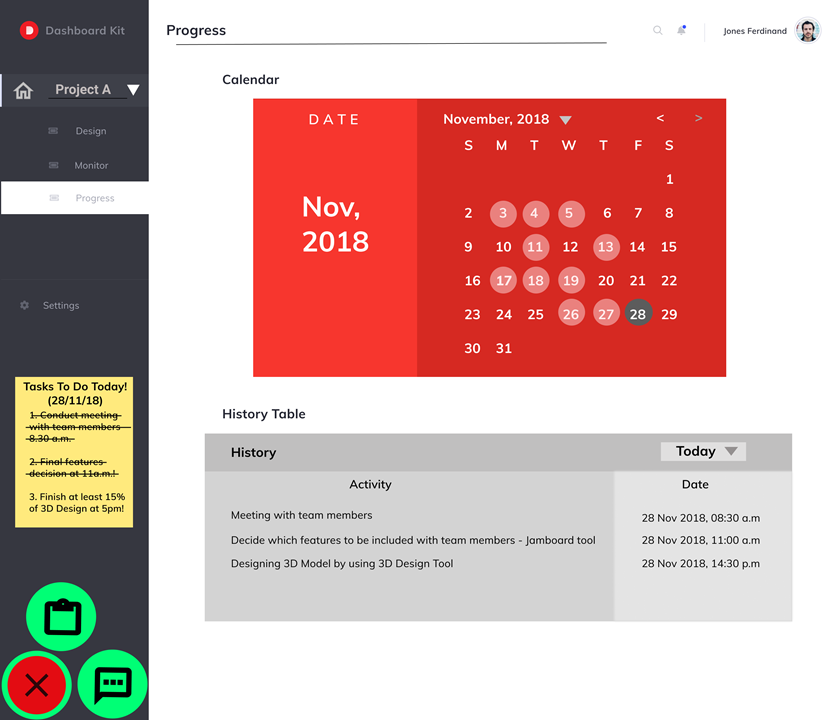 Dashboard Kit
Progress
Jones Ferdinand
Project A
Design
Monitor
Progress
Settings
Tasks To Do Today!
(28/11/18)
1. Conduct meeting
with team members
8.30 a.m.
2. Final features
decision at 11a.m.!
3. Finish at least 15%
of 3D Design at 5pm!
Calendar
DATE
Nov,
2018
November, 2018 < >
S M T W T F S
1
2 3 4 5 6 7 8
9 10 11 12 13 14 15
16 17 18 19 20 21 22
23 24 25 26 27 28 29
30 31
History Table
History Today
Activity Date
Meeting with team members 28 Nov 2018, 08:30 a.m
Decide which features to be included with team members - Jamboard tool 28 Nov 2018, 11:00 a.m
Designing 3D Model by using 3D Design Tool 28 Nov 2018, 14:30 p.m